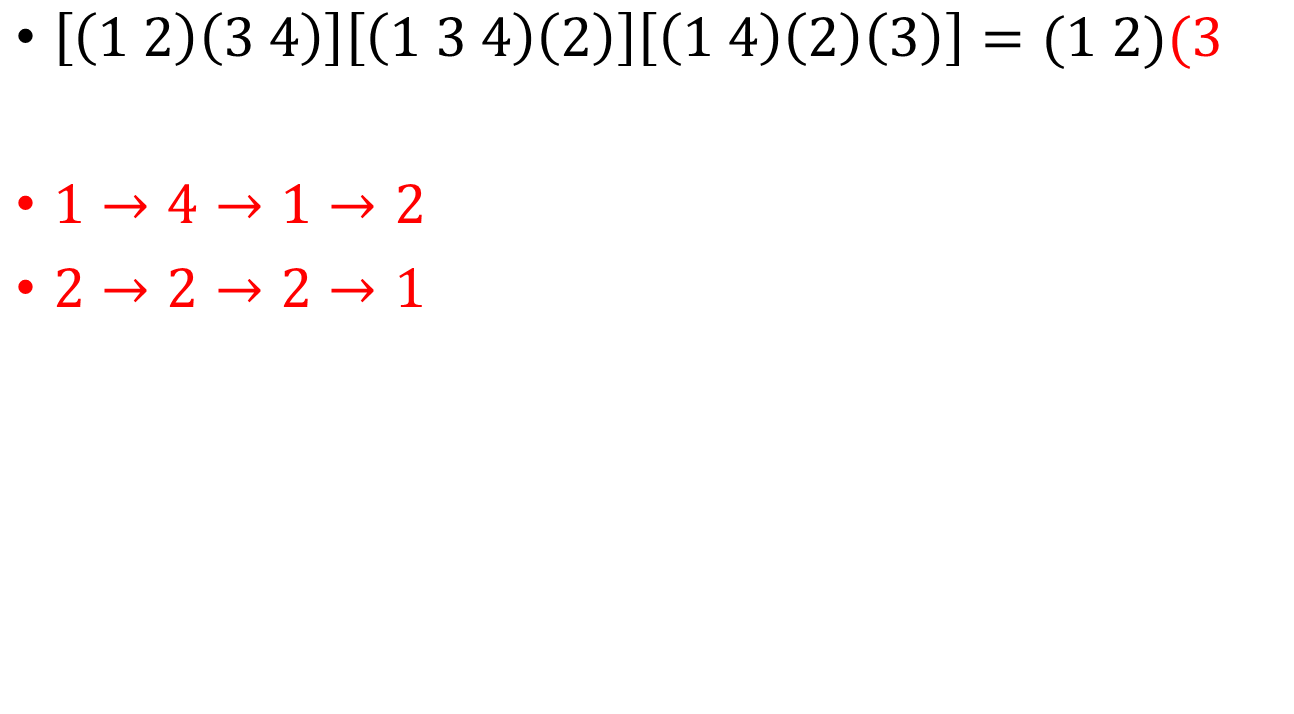 • [(1 2)(3 4)][(1 3 4)(2)][(1 4)(2)(3)] = (1 2)(3
• 1 → 4 → 1 → 2
• 2 → 2 → 2 → 1